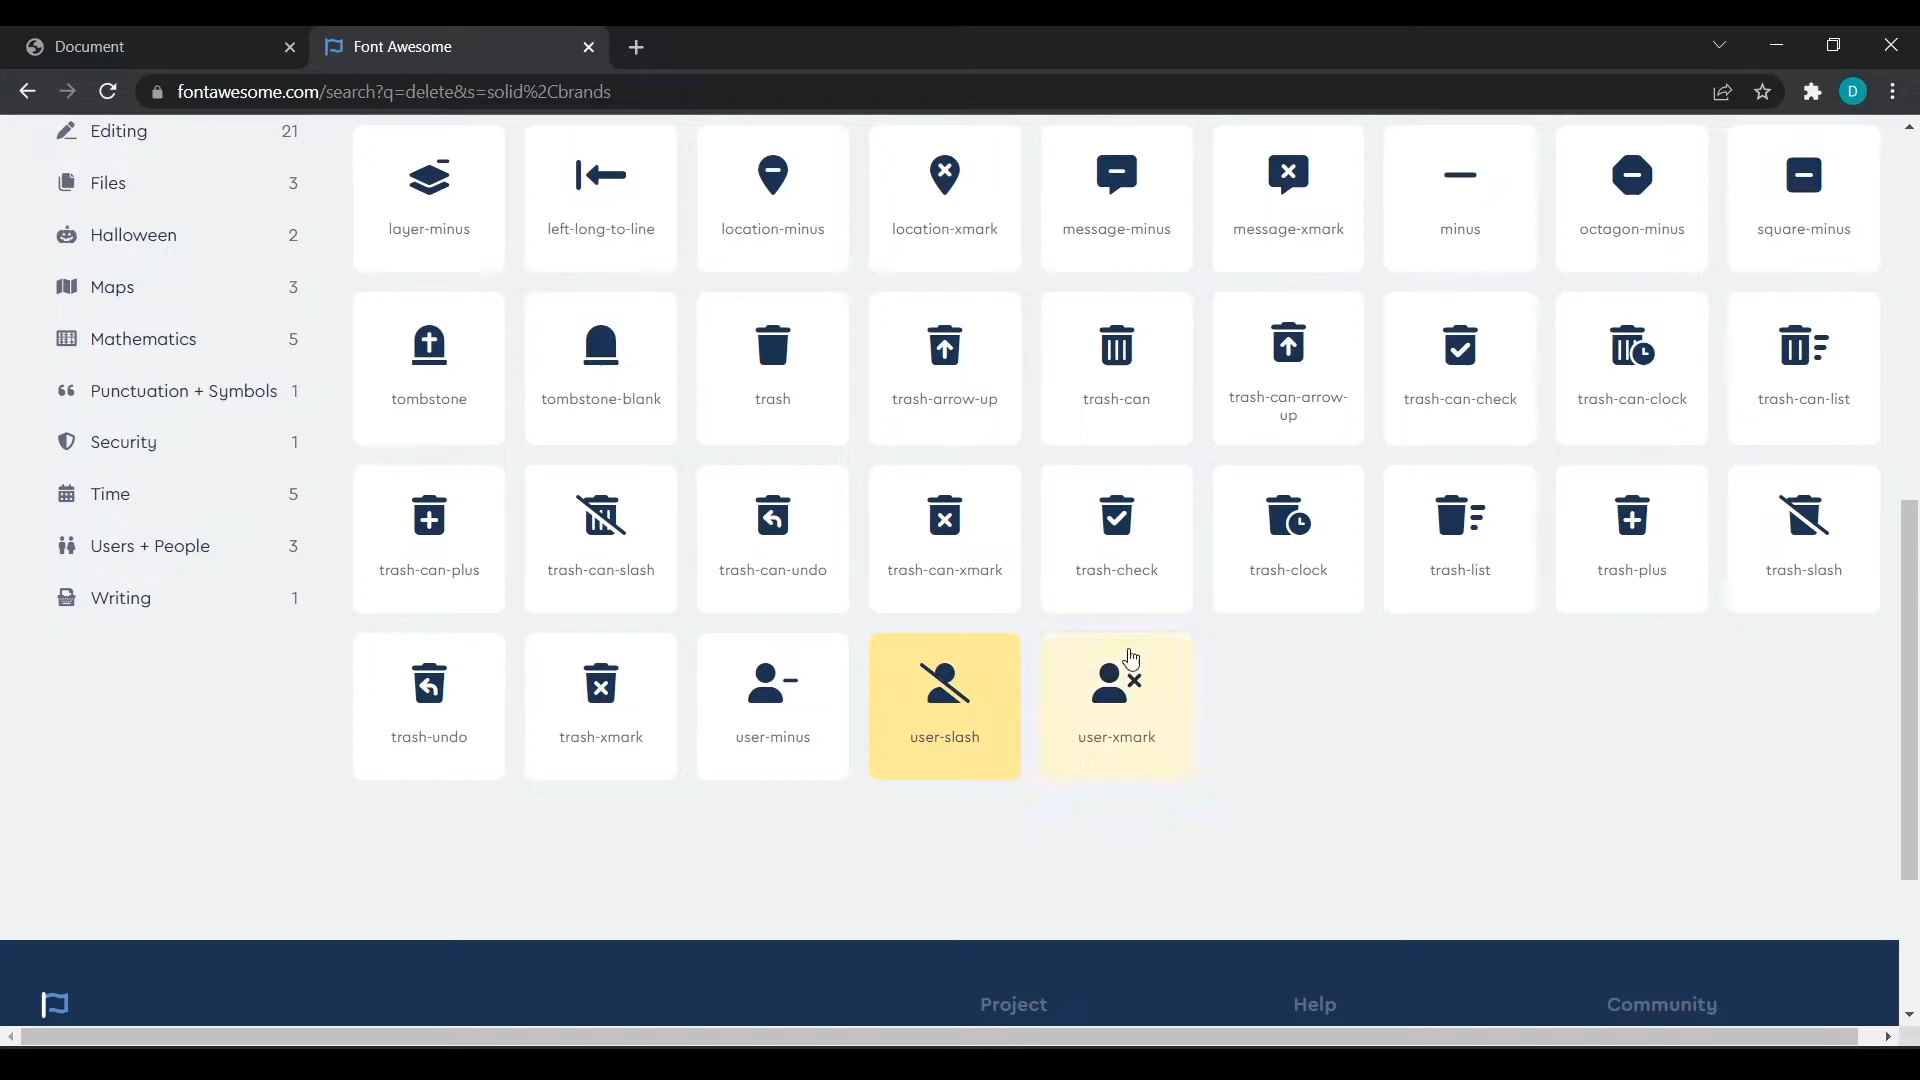 Document
Font Awesome
fontawesome.com/search?q=delete&s=solid%2Cbrands
D
Editing 21
Files 3
Halloween 2
Maps 3
Mathematics 5
Punctuation + Symbols 1
Security 1
Time 5
Users + People 3
Writing 1
layer-minus left-long-to-line location-minus location-xmark message-minus message-xmark minus octagon-minus square-minus
tombstone tombstone-blank trash trash-arrow-up trash-can trash-can-arrow-
up trash-can-check trash-can-clock trash-can-list
trash-can-plus trash-can-slash trash-can-undo trash-can-xmark trash-check trash-clock trash-list trash-plus trash-slash
trash-undo trash-xmark user-minus user-slash user-xmark
Project Help Community